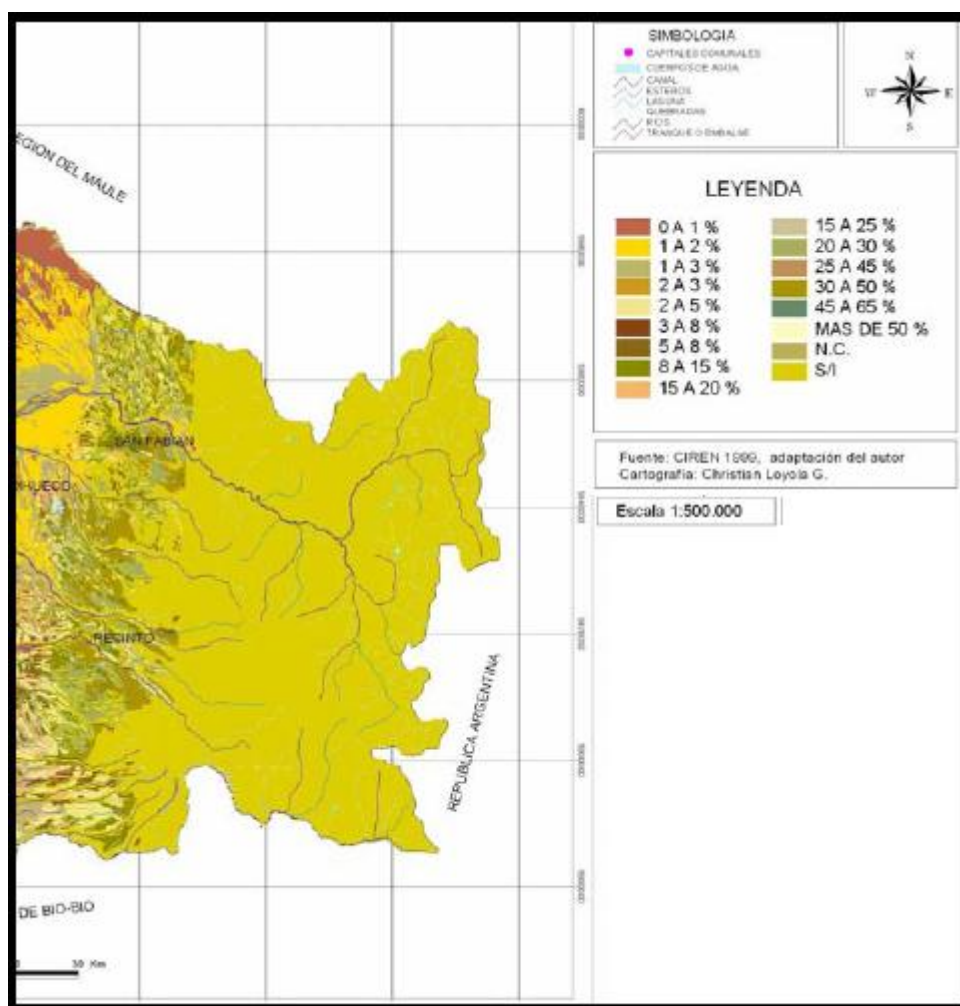 SIMBOLOGIA
CAPITALES COMUNALES
CUERPOS DE AGUA
CANAL
ESTEROS
LAGUNA
QUEBRADAS
RIOS
TRANQUE O EMBALSE
N
W E
S
EGION DEL MAULE
LEYENDA
0 A 1 %
1 A 2 %
1 A 3 %
2 A 3 %
2 A 5 %
3 A 8 %
5 A 8 %
8 A 15 %
15 A 20 %
15 A 25 %
20 A 30 %
25 A 45 %
30 A 50 %
45 A 65 %
MAS DE 50 %
N.C.
S/I
SAN FABIAN
HUECO
Fuente: CIREN 1999, adaptación del autor
Cartografía: Christian Loyola G.
Escala 1:500.000
RECINTO
REPUBLICA ARGENTINA
DE BIO-BIO
30 Km